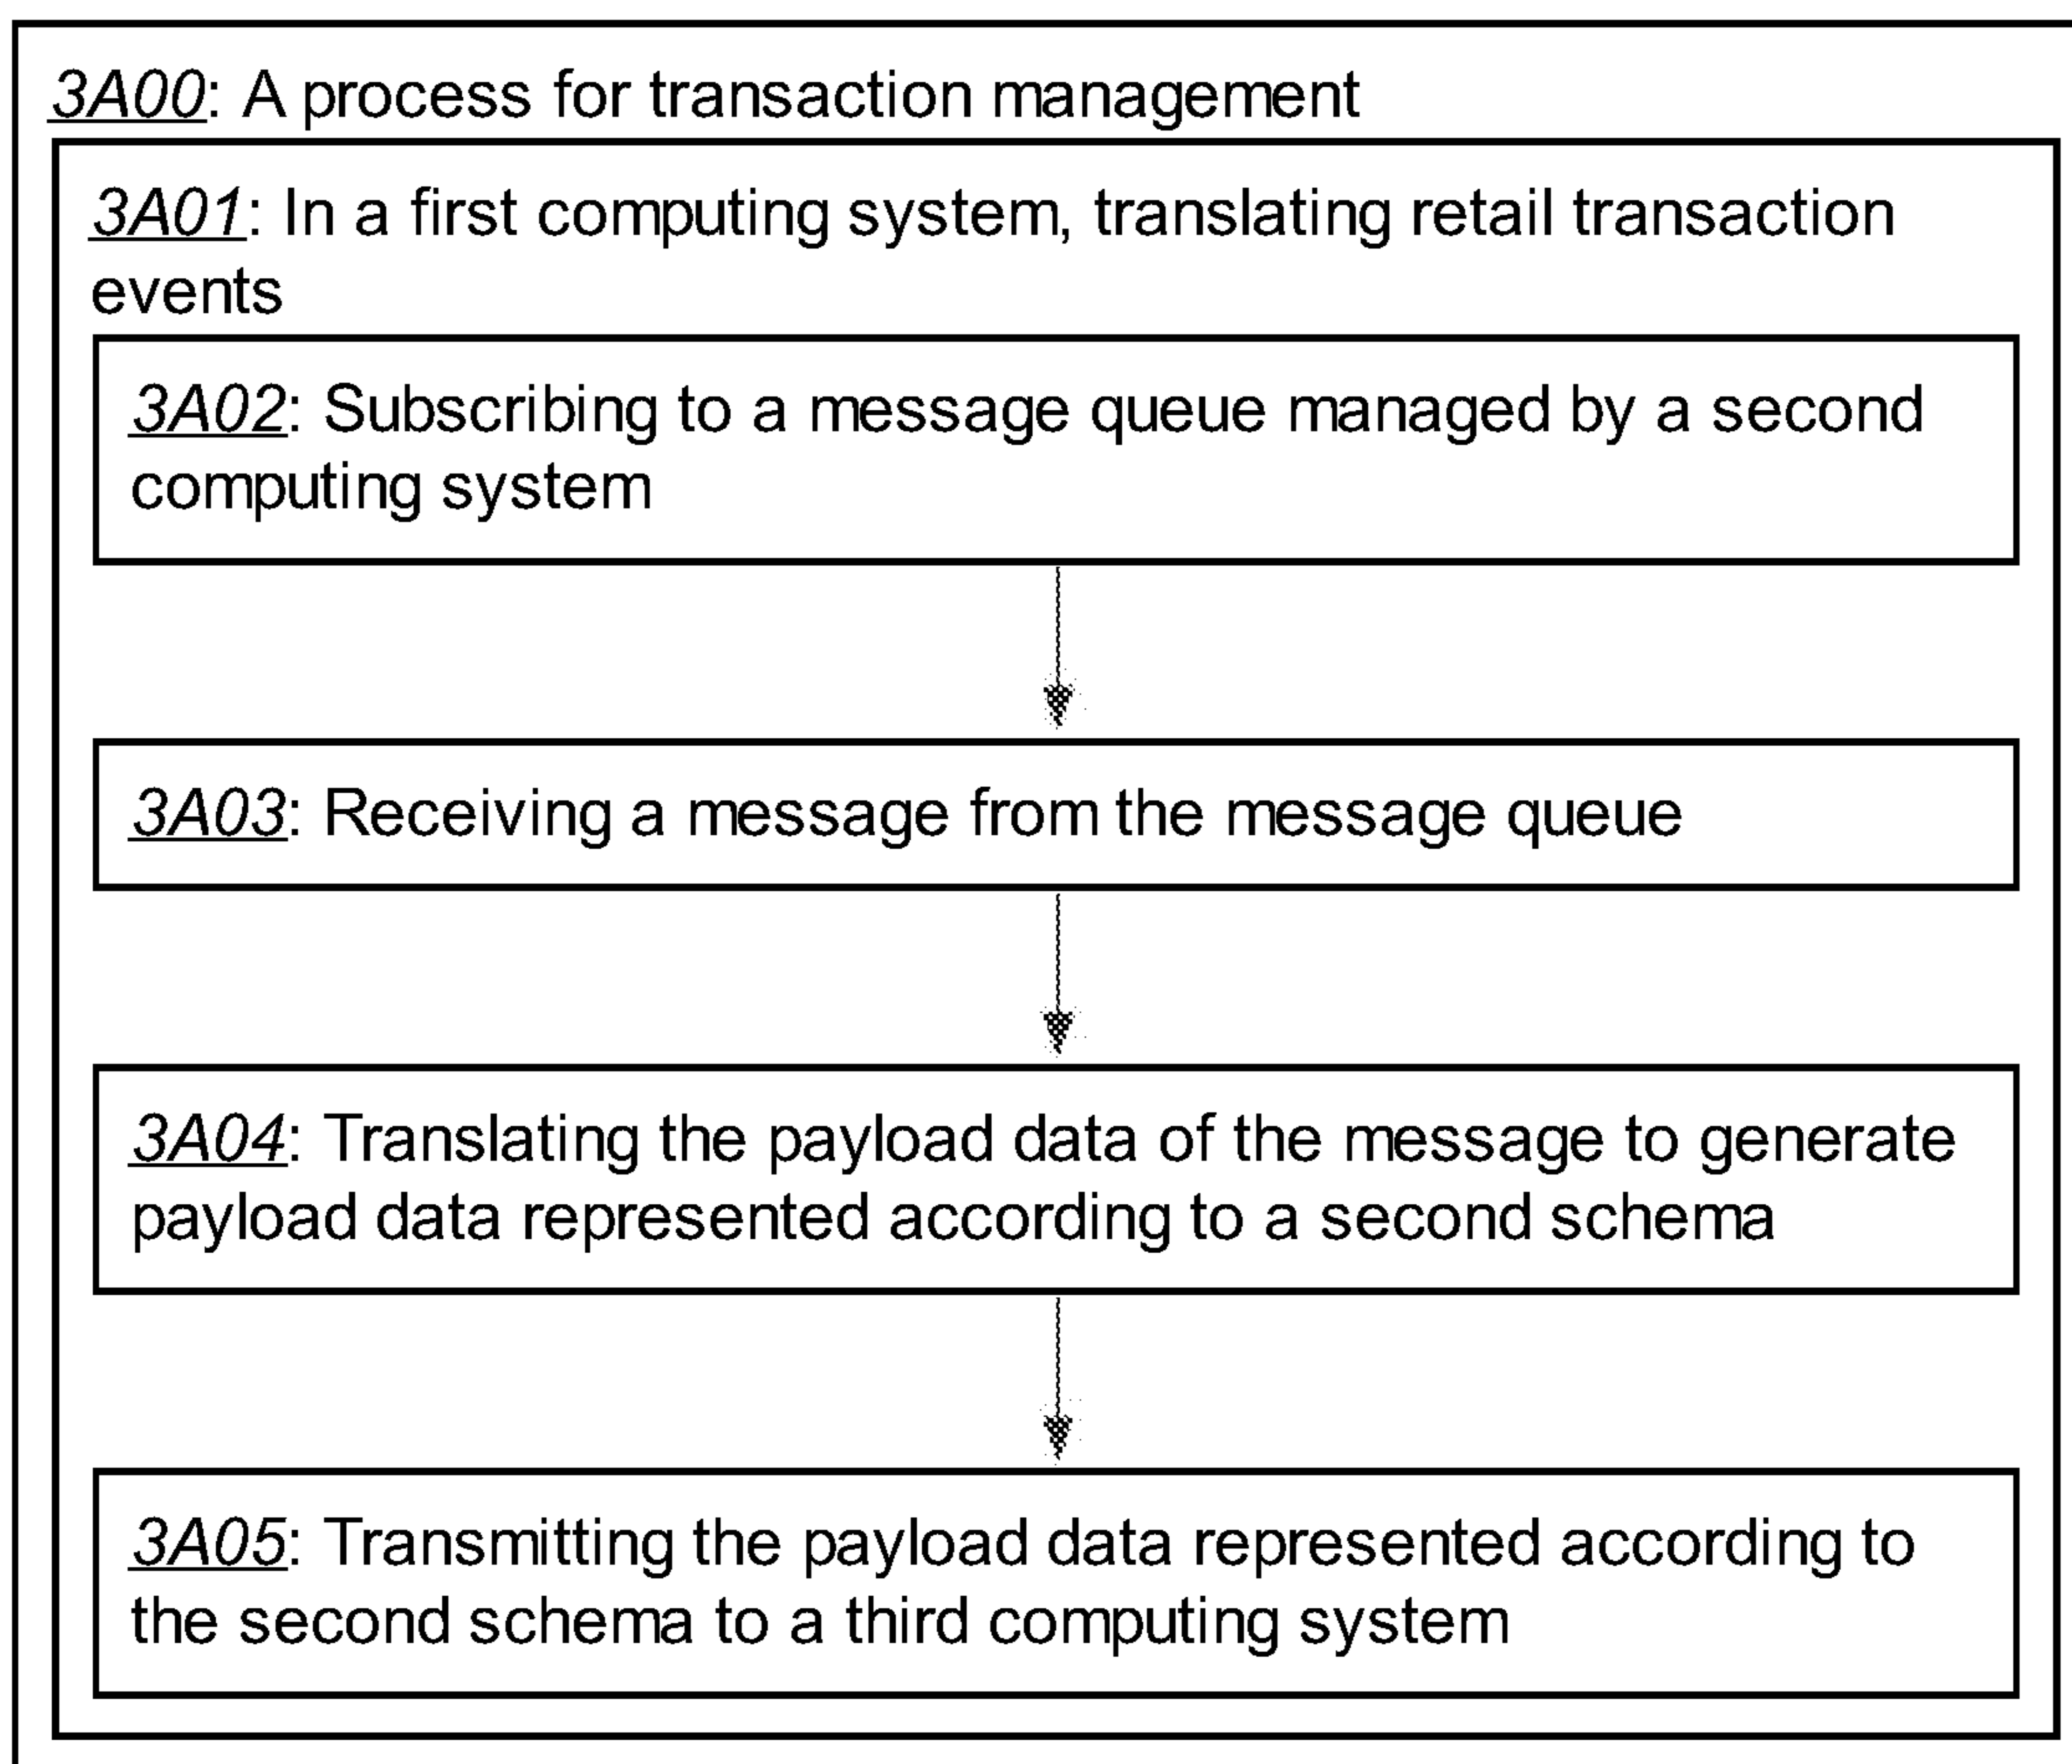 3A00: A process for transaction management
3A01: In a first computing system, translating retail transaction
events
3A02: Subscribing to a message queue managed by a second
computing system
3A03: Receiving a message from the message queue
3A04: Translating the payload data of the message to generate
payload data represented according to a second schema
3A05: Transmitting the payload data represented according to
the second schema to a third computing system